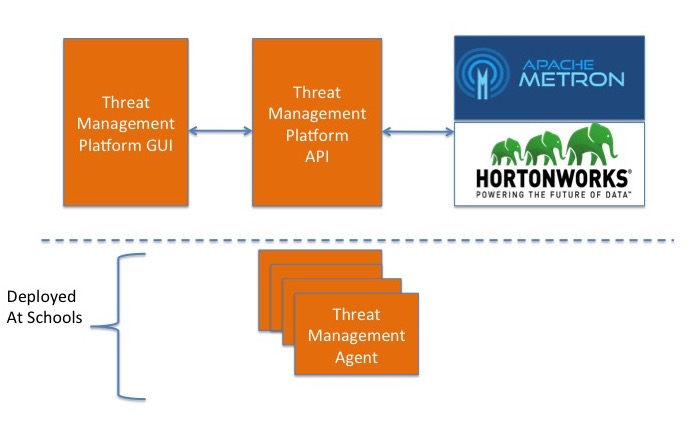 Threat
Management
Platform GUI
Threat
Management
Platform
API
APACHE
METRON
HORTONWORKS®
POWERING THE FUTURE OF DATA™
Deployed
At Schools
Threat
Management
Agent